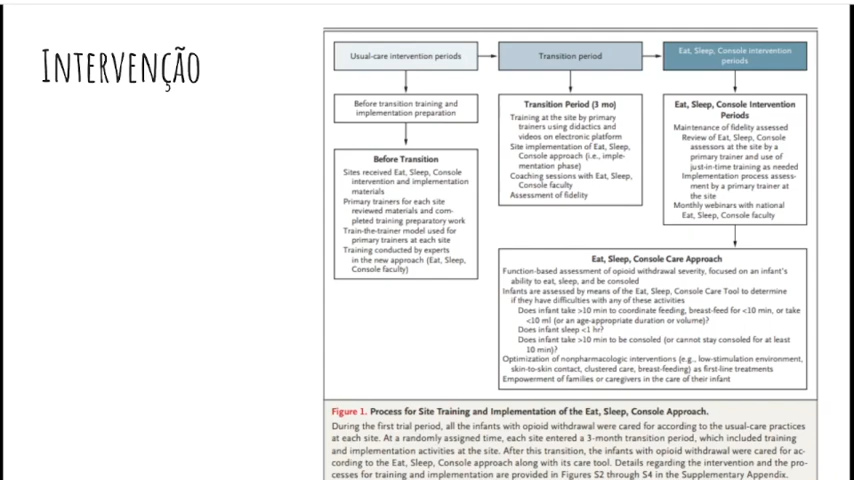 INTERVENÇÃO
Usual-care intervention periods
Transition period
Eat, Sleep, Console intervention
periods
Before transition training and
implementation preparation
Before Transition
Sites received Eat, Sleep, Console
intervention and implementation
materials
Primary trainers for each site
reviewed materials and com-
pleted training preparatory work
Train-the-trainer model used for
primary trainers at each site
Training conducted by experts
in the new approach (Eat, Sleep,
Console faculty)
Transition Period (3 mo)
Training at the site by primary
trainers using didactics and
videos on electronic platform
Site implementation of Eat, Sleep,
Console approach (i.e., imple-
mentation phase)
Coaching sessions with Eat, Sleep,
Console faculty
Assessment of fidelity
Eat, Sleep, Console Intervention
Periods
Maintenance of fidelity assessed
Review of Eat, Sleep, Console
assessors at the site by a
primary trainer and use of
just-in-time training as needed
Implementation process assess-
ment by a primary trainer at
the site
Monthly webinars with national
Eat, Sleep, Console faculty
Eat, Sleep, Console Care Approach
Function-based assessment of opioid withdrawal severity, focused on an infant's
ability to eat, sleep, and be consoled
Infants are assessed by means of the Eat, Sleep, Console Care Tool to determine
if they have difficulties with any of these activities
Does infant take >10 min to coordinate feeding, breast-feed for <10 min, or take
<10 ml (or an age-appropriate duration or volume)?
Does infant sleep <1 hr?
Does infant take >10 min to be consoled (or cannot stay consoled for at least
10 min)?
Optimization of nonpharmacologic interventions (e.g., low-stimulation environment,
skin-to-skin contact, clustered care, breast-feeding) as first-line treatments
Empowerment of families or caregivers in the care of their infant
Figure 1. Process for Site Training and Implementation of the Eat, Sleep, Console Approach.
During the first trial period, all the infants with opioid withdrawal were cared for according to the usual-care practices
at each site. At a randomly assigned time, each site entered a 3-month transition period, which included training
and implementation activities at the site. After this transition, the infants with opioid withdrawal were cared for ac-
cording to the Eat, Sleep, Console approach along with its care tool. Details regarding the intervention and the pro-
cesses for training and implementation are provided in Figures S2 through S4 in the Supplementary Appendix.